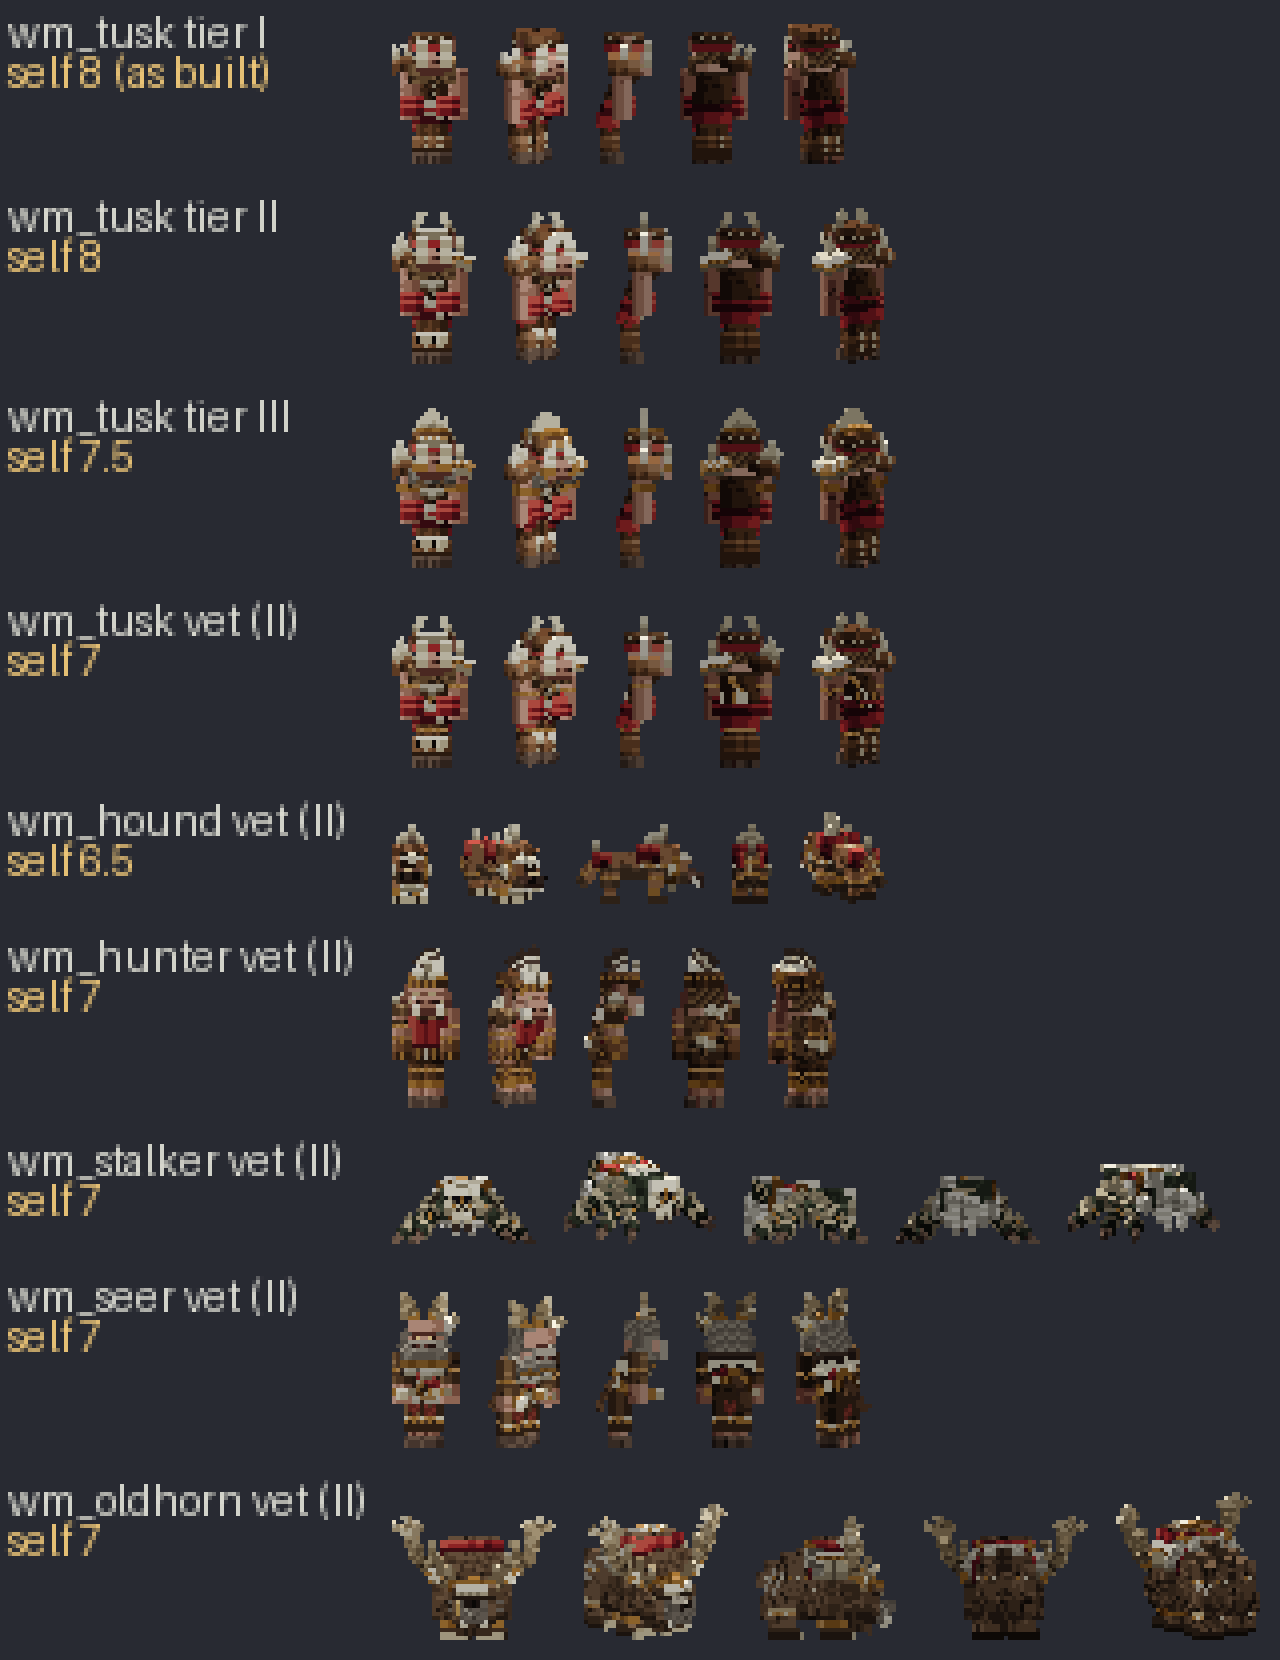 wm_tusk tier I
self 8 (as built)
wm_tusk tier II
self 8
wm_tusk tier III
self 7.5
wm_tusk vet (II)
self 7
wm_hound vet (II)
self 6.5
wm_hunter vet (II)
self 7
wm_stalker vet (II)
self 7
wm_seer vet (II)
self 7
wm_oldhorn vet (II)
self 7